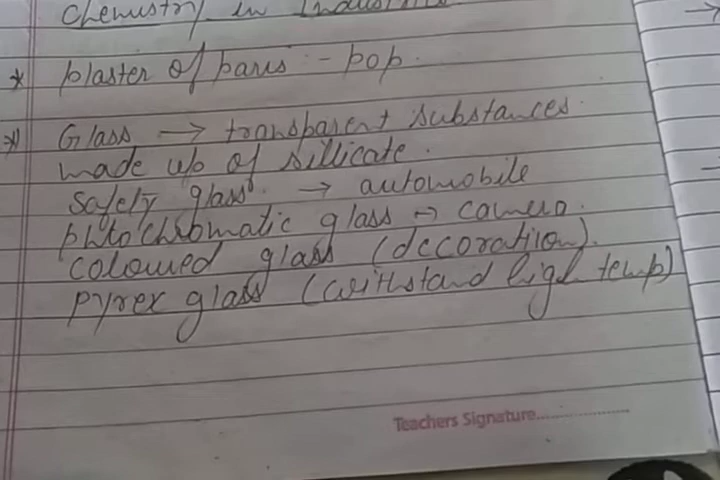 Chemistry in Industries
* plaster of paris :- pop.
* Glass → transparent substances.
made up of sillicate.
safety glass → automobile
photochromatic glass → camera.
coloured glass (decoration).
pyrex glass (withstand high temp)
Teachers Signature....................